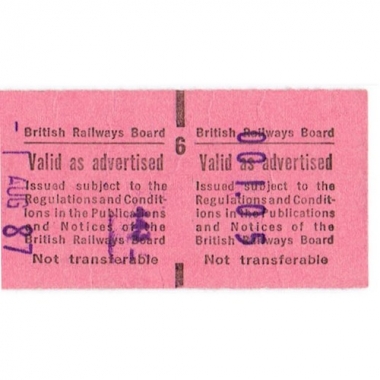 British Railways Board
Valid as advertised
Issued subject to the
Regulations and Condit-
ions in the Publications
and Notices of the
British Railways Board
Not transferable
6
British Railways Board
Valid as advertised
Issued subject to the
Regulations and Condit-
ions in the Publications
and Notices of the
British Railways Board
Not transferable
AUG 87
00.05